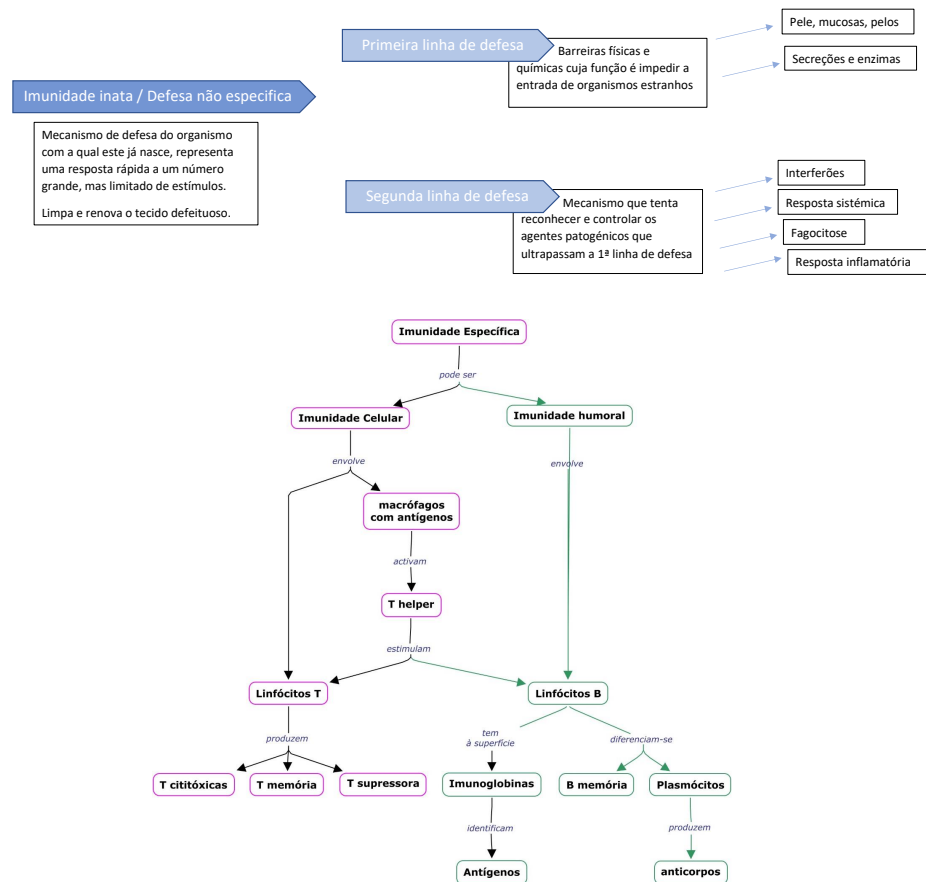 Pele, mucosas, pelos
Primeira linha de defesa
Barreiras físicas e
químicas cuja função é impedir a
entrada de organismos estranhos
Secreções e enzimas
Imunidade inata / Defesa não especifica
Mecanismo de defesa do organismo
com a qual este já nasce, representa
uma resposta rápida a um número
grande, mas limitado de estímulos.
Limpa e renova o tecido defeituoso.
Segunda linha de defesa
Mecanismo que tenta
reconhecer e controlar os
agentes patogénicos que
ultrapassam a 1ª linha de defesa
Interferões
Resposta sistémica
Fagocitose
Resposta inflamatória
Imunidade Específica
pode ser
Imunidade Celular
Imunidade humoral
envolve
envolve
macrófagos
com antígenos
activam
T helper
estimulam
Linfócitos T
Linfócitos B
produzem
tem
à superfície
diferenciam-se
T cititóxicas
T memória
T supressora
Imunoglobinas
B memória
Plasmócitos
identificam
produzem
Antígenos
anticorpos